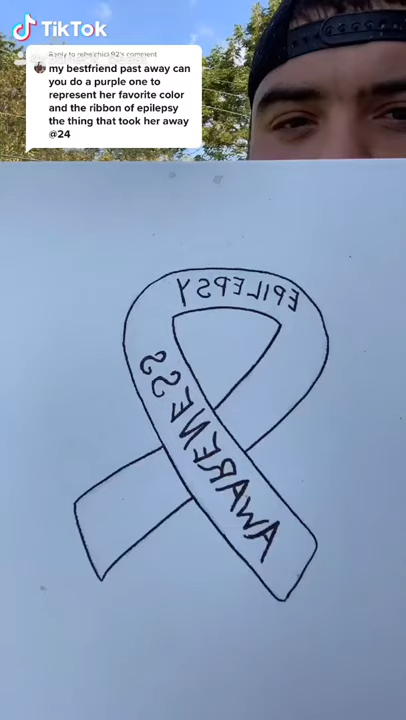 TikTok
my bestfriend past away can
you do a purple one to
represent her favorite color
and the ribbon of epilepsy
the thing that took her away
@24
EPILEPSY
AWARENESS